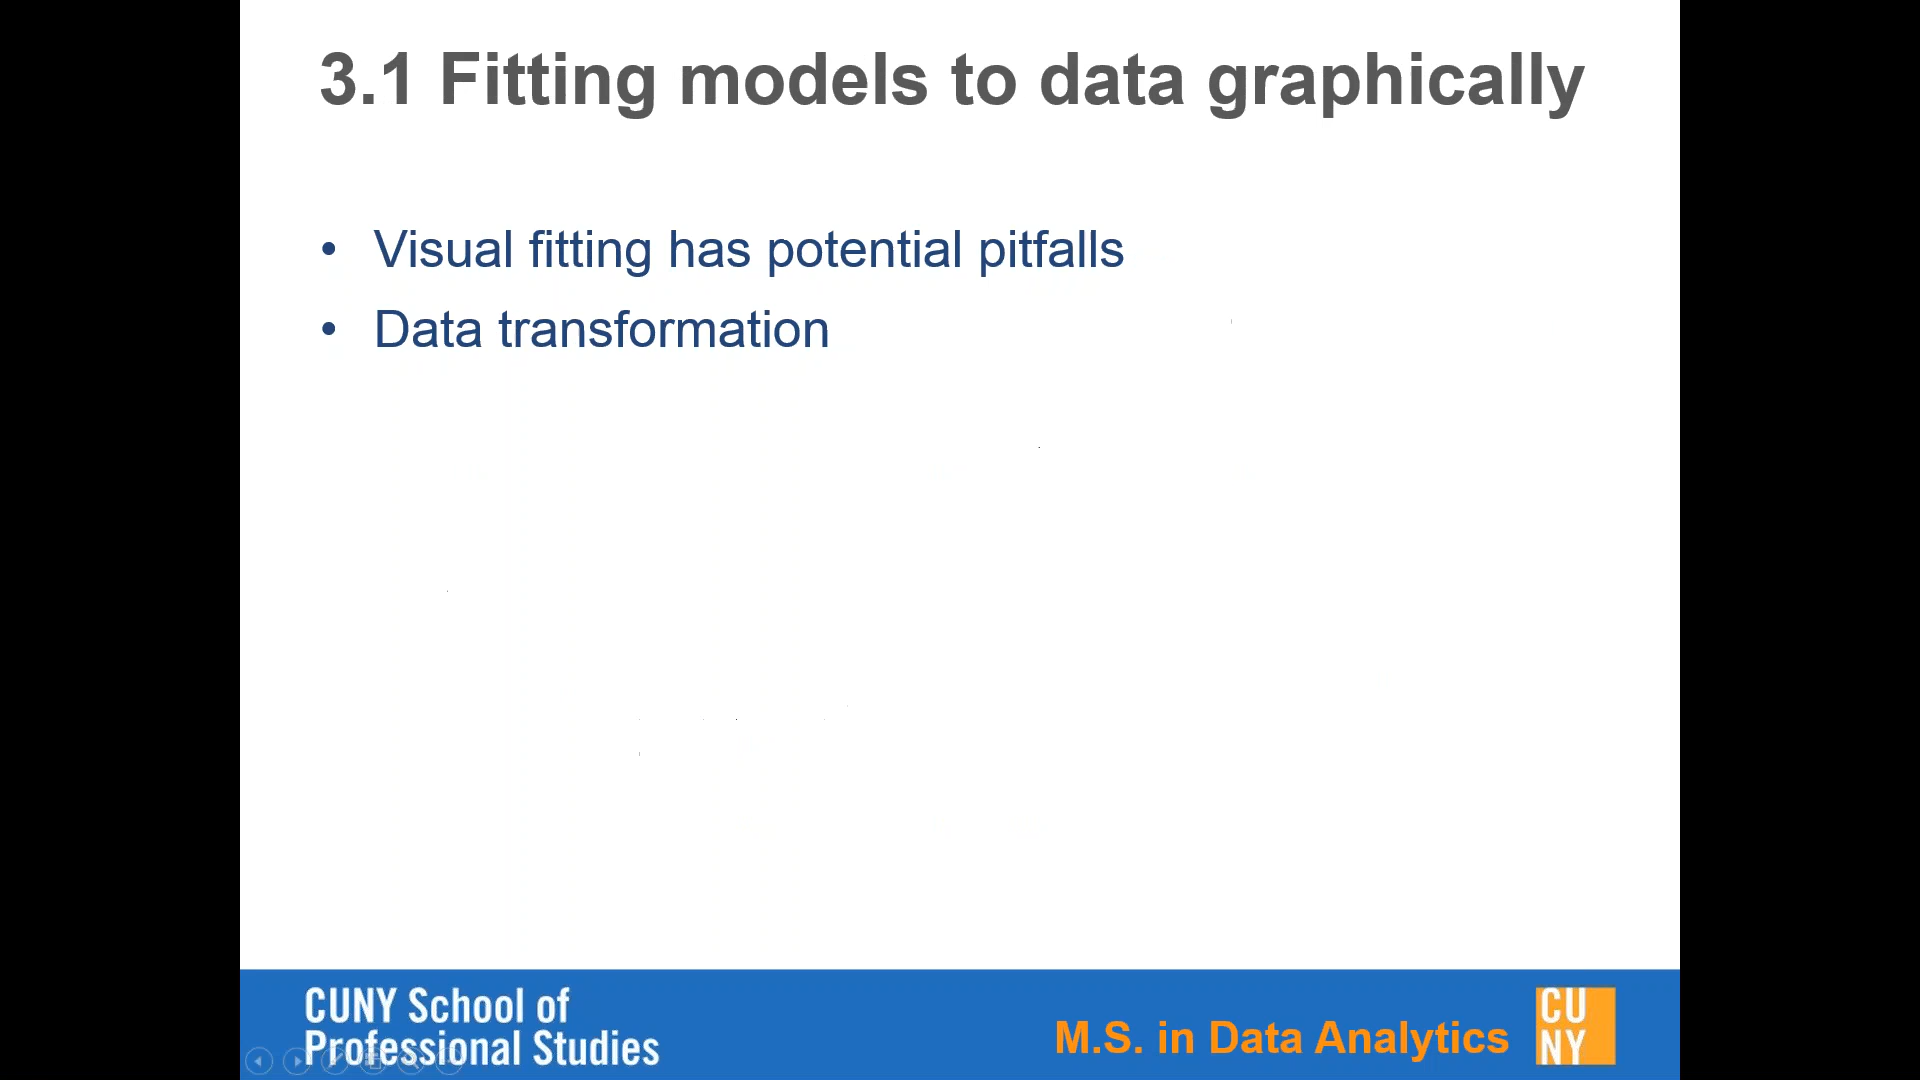 3.1 Fitting models to data graphically
• Visual fitting has potential pitfalls
• Data transformation
CUNY School of
Professional Studies
M.S. in Data Analytics
CU
NY